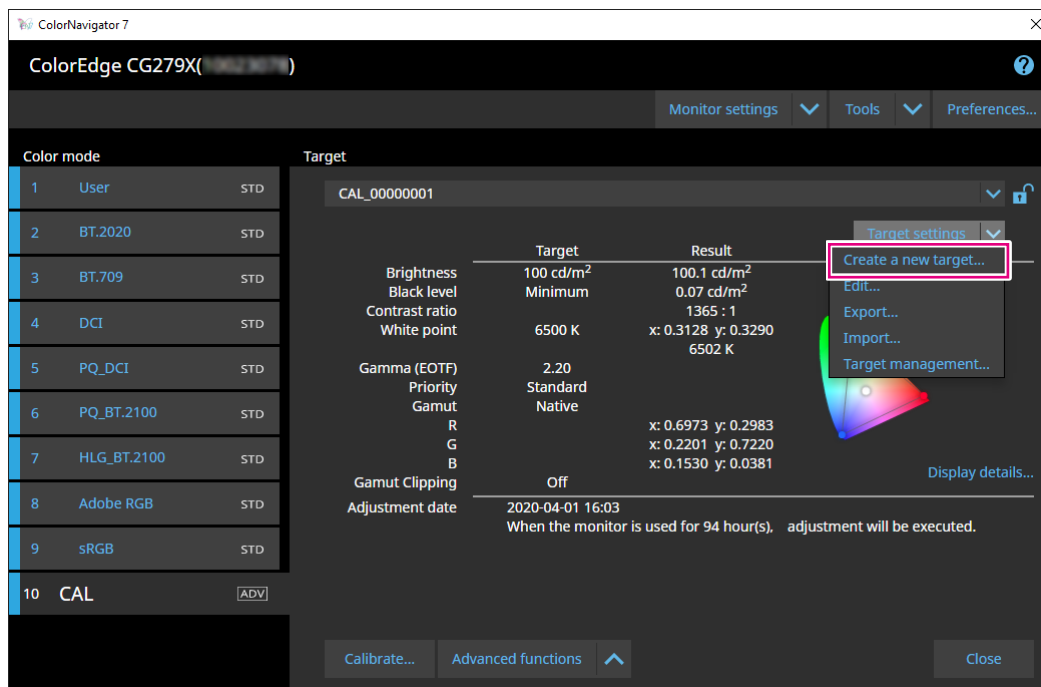 ColorNavigator 7
ColorEdge CG279X( )
Monitor settings Tools Preferences...
Color mode
Target
1 User STD
2 BT.2020 STD
3 BT.709 STD
4 DCI STD
5 PQ_DCI STD
6 PQ_BT.2100 STD
7 HLG_BT.2100 STD
8 Adobe RGB STD
9 sRGB STD
10 CAL ADV
CAL_00000001
Target settings
Create a new target...
Edit...
Export...
Import...
Target management...
Target Result
Brightness 100 cd/m² 100.1 cd/m²
Black level Minimum 0.07 cd/m²
Contrast ratio 1365 : 1
White point 6500 K x: 0.3128 y: 0.3290
6502 K
Gamma (EOTF) 2.20
Priority Standard
Gamut Native
R x: 0.6973 y: 0.2983
G x: 0.2201 y: 0.7220
B x: 0.1530 y: 0.0381
Gamut Clipping Off
Display details...
Adjustment date 2020-04-01 16:03
When the monitor is used for 94 hour(s), adjustment will be executed.
Calibrate... Advanced functions Close